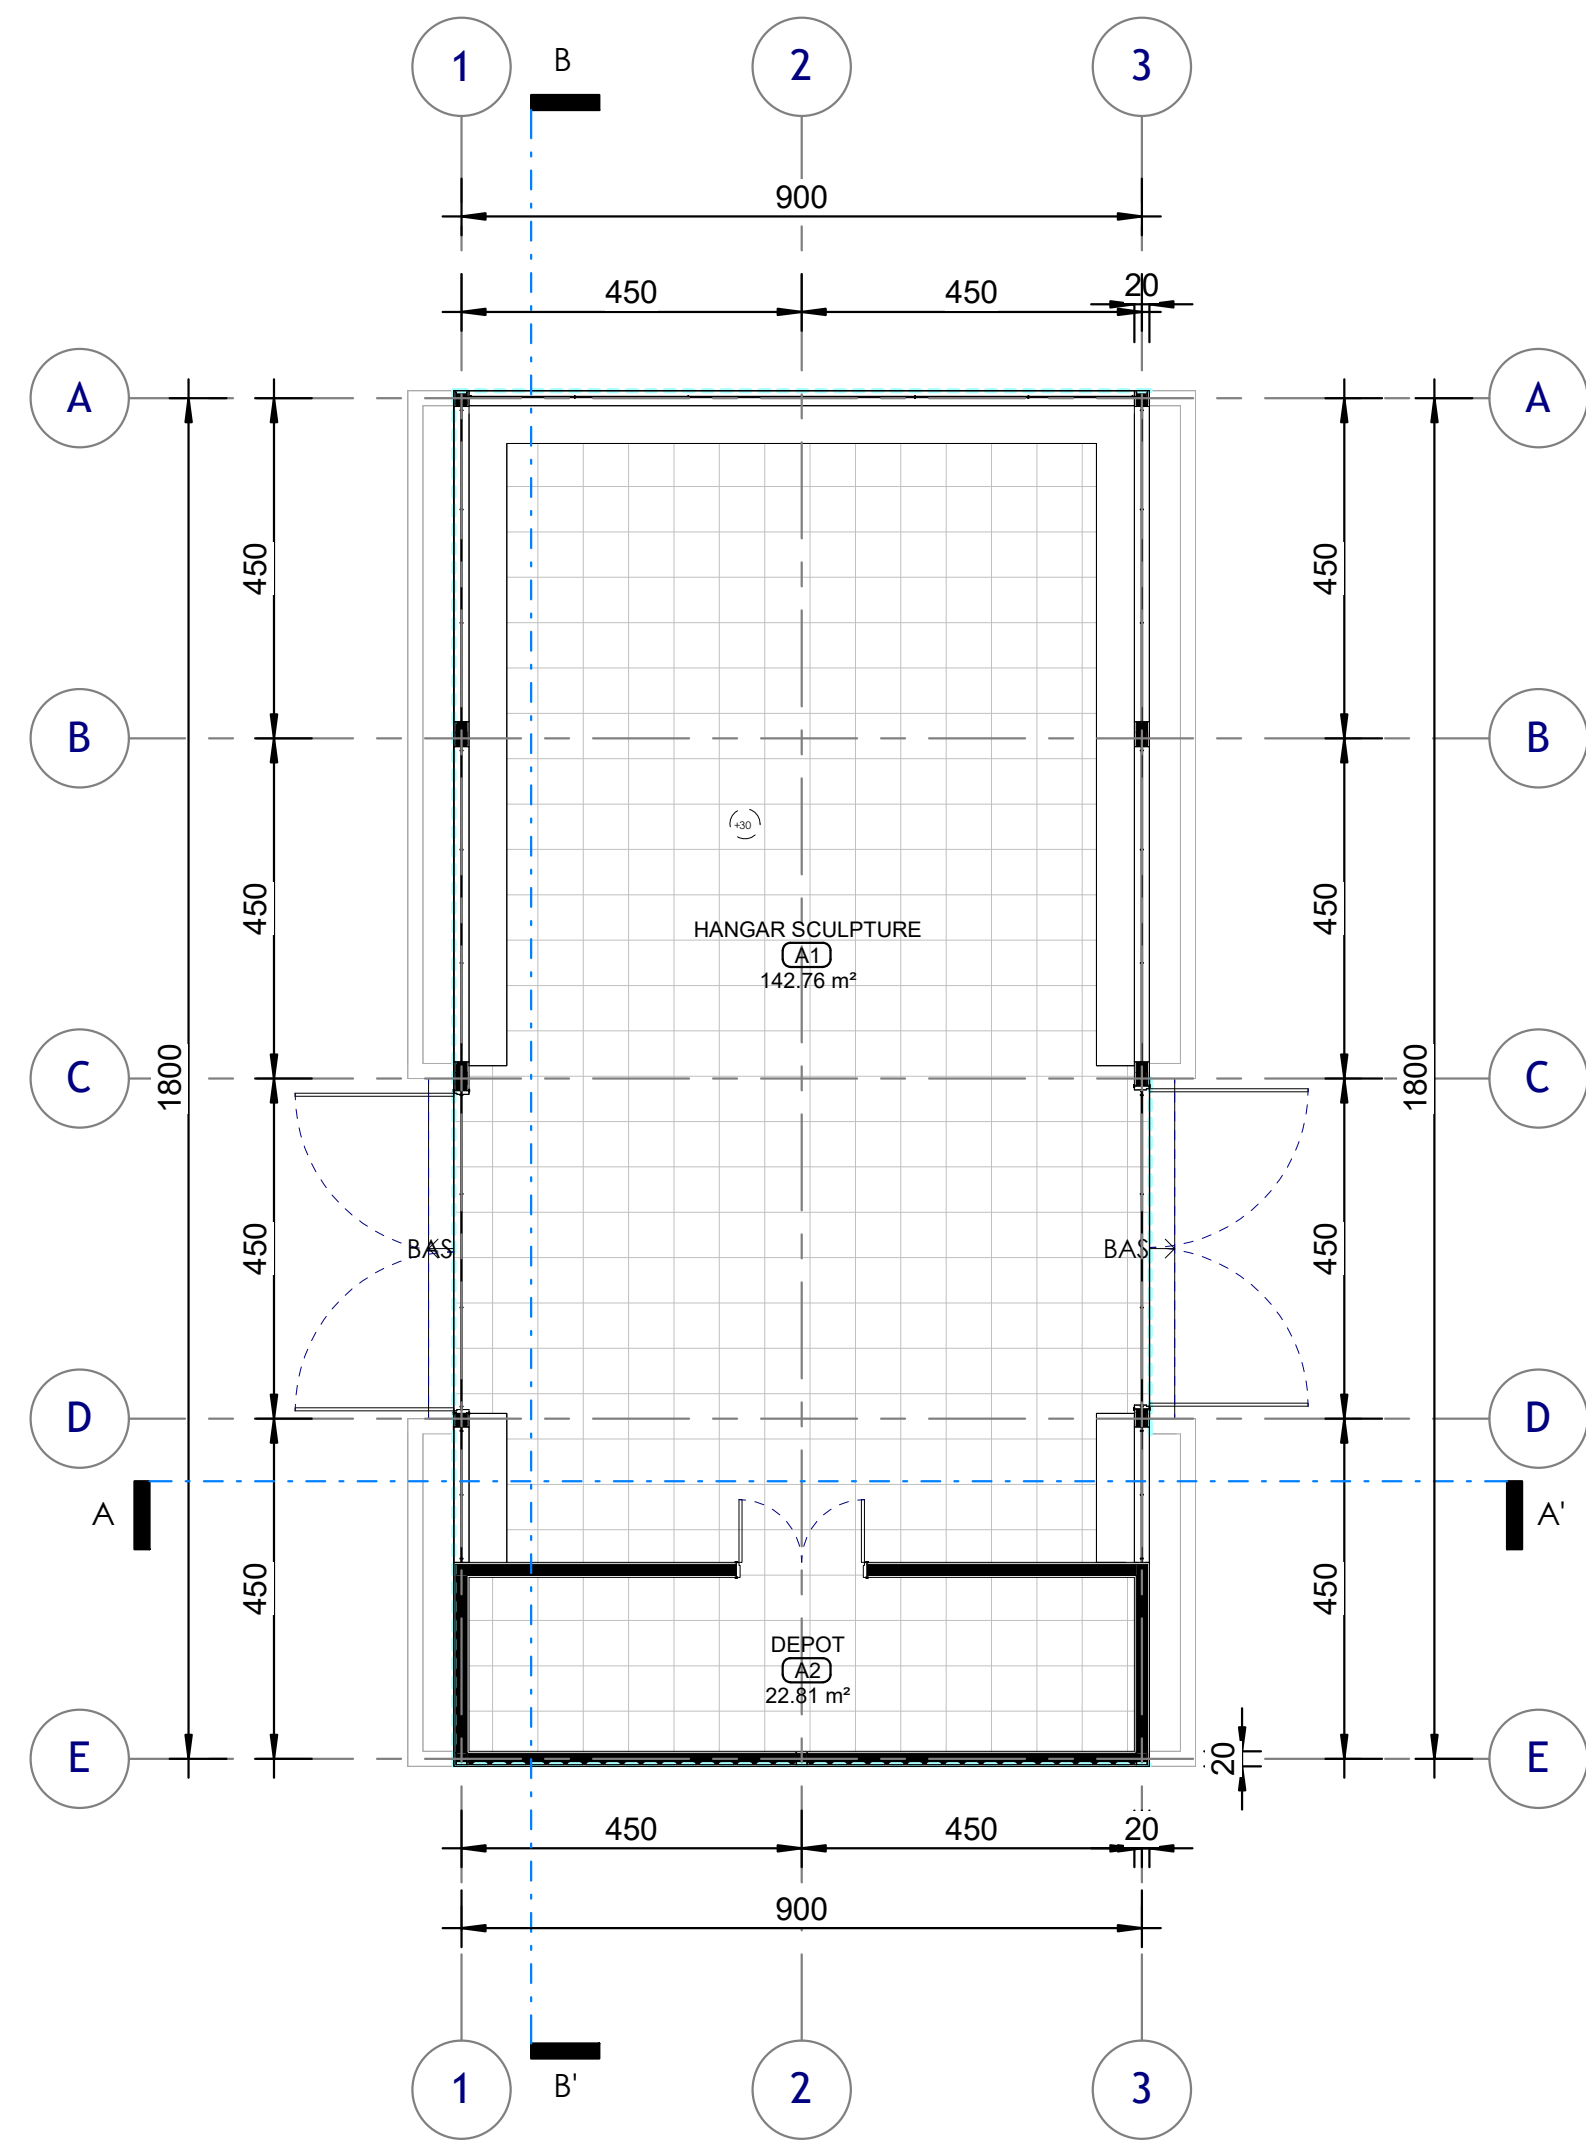 1 B 2 3
900
450 450 20
A A
450 450
B B
+30
450 450
HANGAR SCULPTURE
A1
142.76 m²
C C
1800 1800
450 BAS BAS 450
D D
A A'
450 450
DEPOT
A2
22.81 m²
E 20 E
450 450 20
900
1 B' 2 3